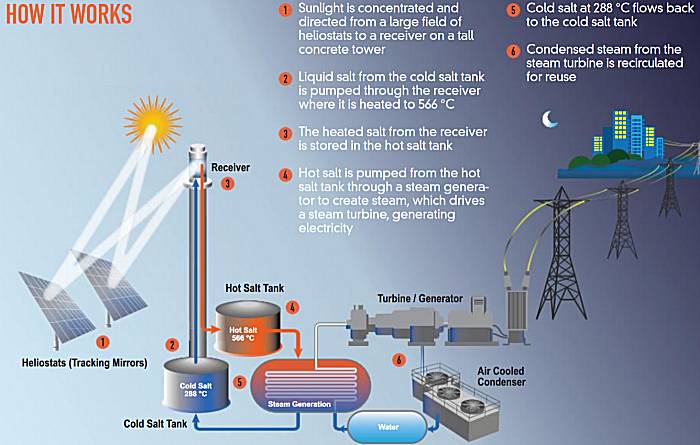 HOW IT WORKS
1 Sunlight is concentrated and
directed from a large field of
heliostats to a receiver on a tall
concrete tower
2 Liquid salt from the cold salt tank
is pumped through the receiver
where it is heated to 566 °C
3 The heated salt from the receiver
is stored in the hot salt tank
4 Hot salt is pumped from the hot
salt tank through a steam genera-
tor to create steam, which drives
a steam turbine, generating
electricity
5 Cold salt at 288 °C flows back
to the cold salt tank
6 Condensed steam from the
steam turbine is recirculated
for reuse
Receiver
3
Hot Salt Tank
4
Hot Salt
566 °C
Turbine / Generator
1
Heliostats (Tracking Mirrors)
2
Cold Salt
288 °C
Cold Salt Tank
5
Steam Generation
6
Air Cooled
Condenser
Water